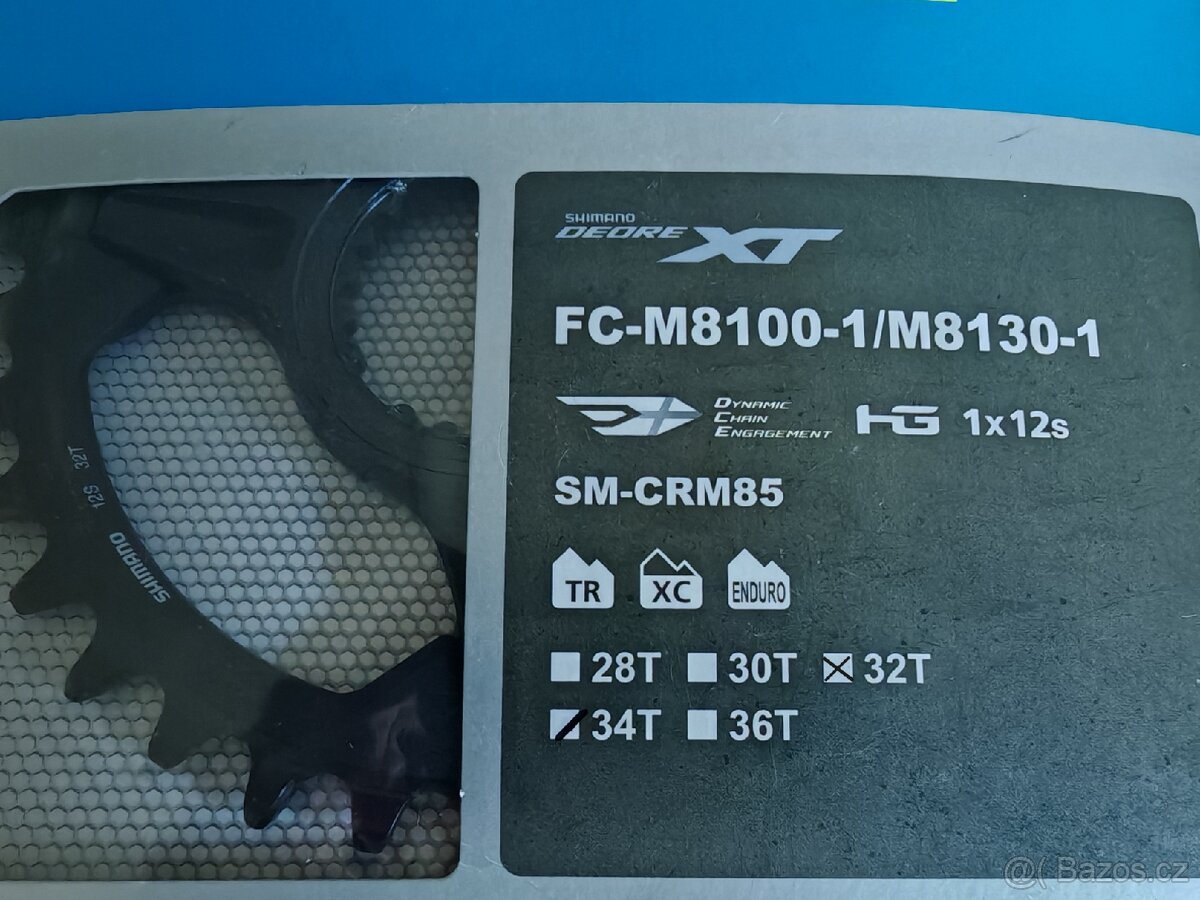 SHIMANO
DEORE XT
FC-M8100-1/M8130-1
DYNAMIC
CHAIN
ENGAGEMENT
HG 1x12s
SM-CRM85
TR XC ENDURO
28T 30T 32T
34T 36T
12S 32T
SHIMANO
@( Bazos.cz